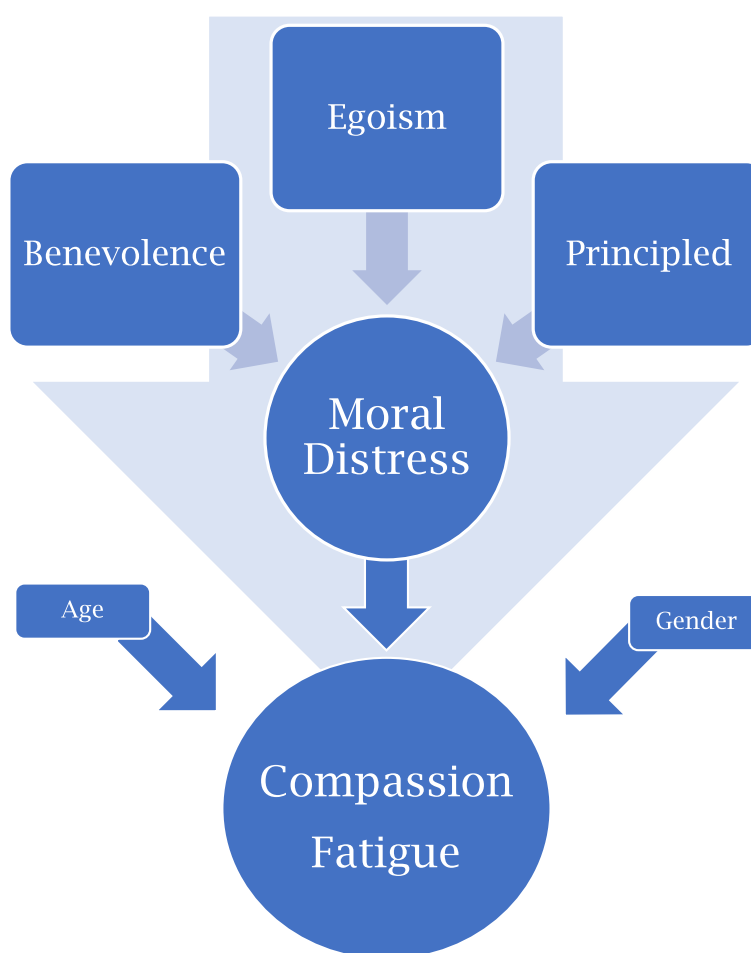 Egoism
Benevolence
Principled
Moral
Distress
Age
Gender
Compassion
Fatigue